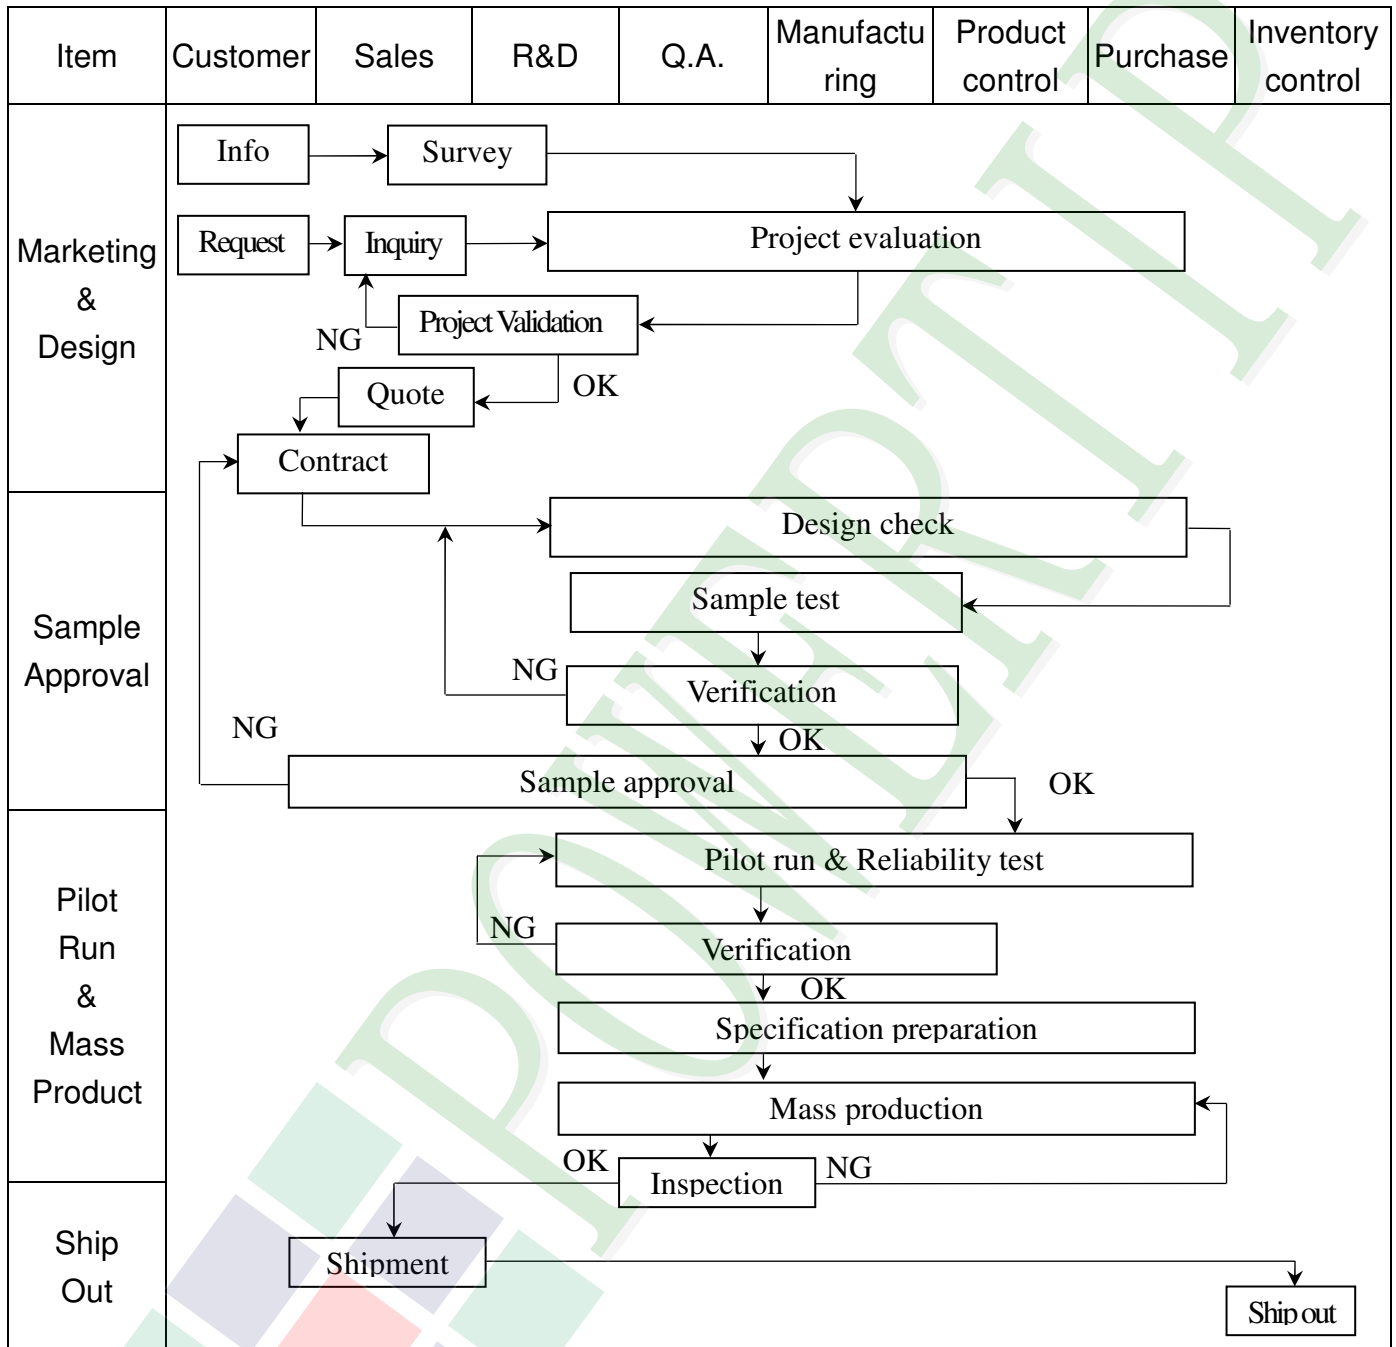 Item
Customer
Sales
R&D
Q.A.
Manufactu
ring
Product
control
Purchase
Inventory
control
Marketing
&
Design
Info
Survey
Request
Inquiry
Project evaluation
NG
Project Validation
Quote
OK
Contract
Sample
Approval
Design check
Sample test
NG
Verification
NG
OK
Sample approval
OK
Pilot
Run
&
Mass
Product
Pilot run & Reliability test
NG
Verification
OK
Specification preparation
Mass production
OK
Inspection
NG
Ship
Out
Shipment
Ship out
POWERTIP